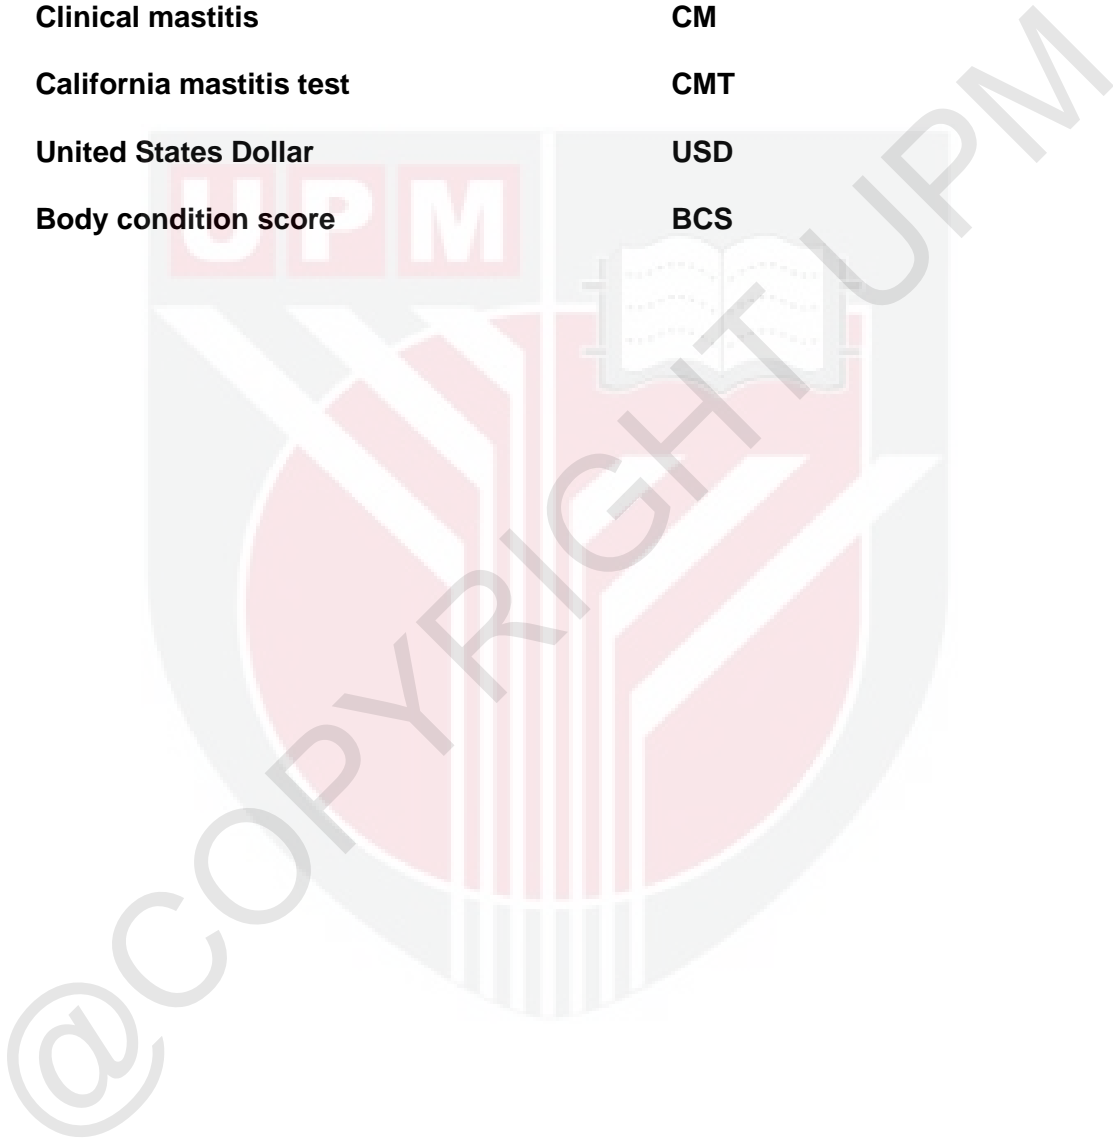 Clinical mastitis CM
California mastitis test CMT
United States Dollar USD
Body condition score BCS
UPM
@COPYRIGHT UPM